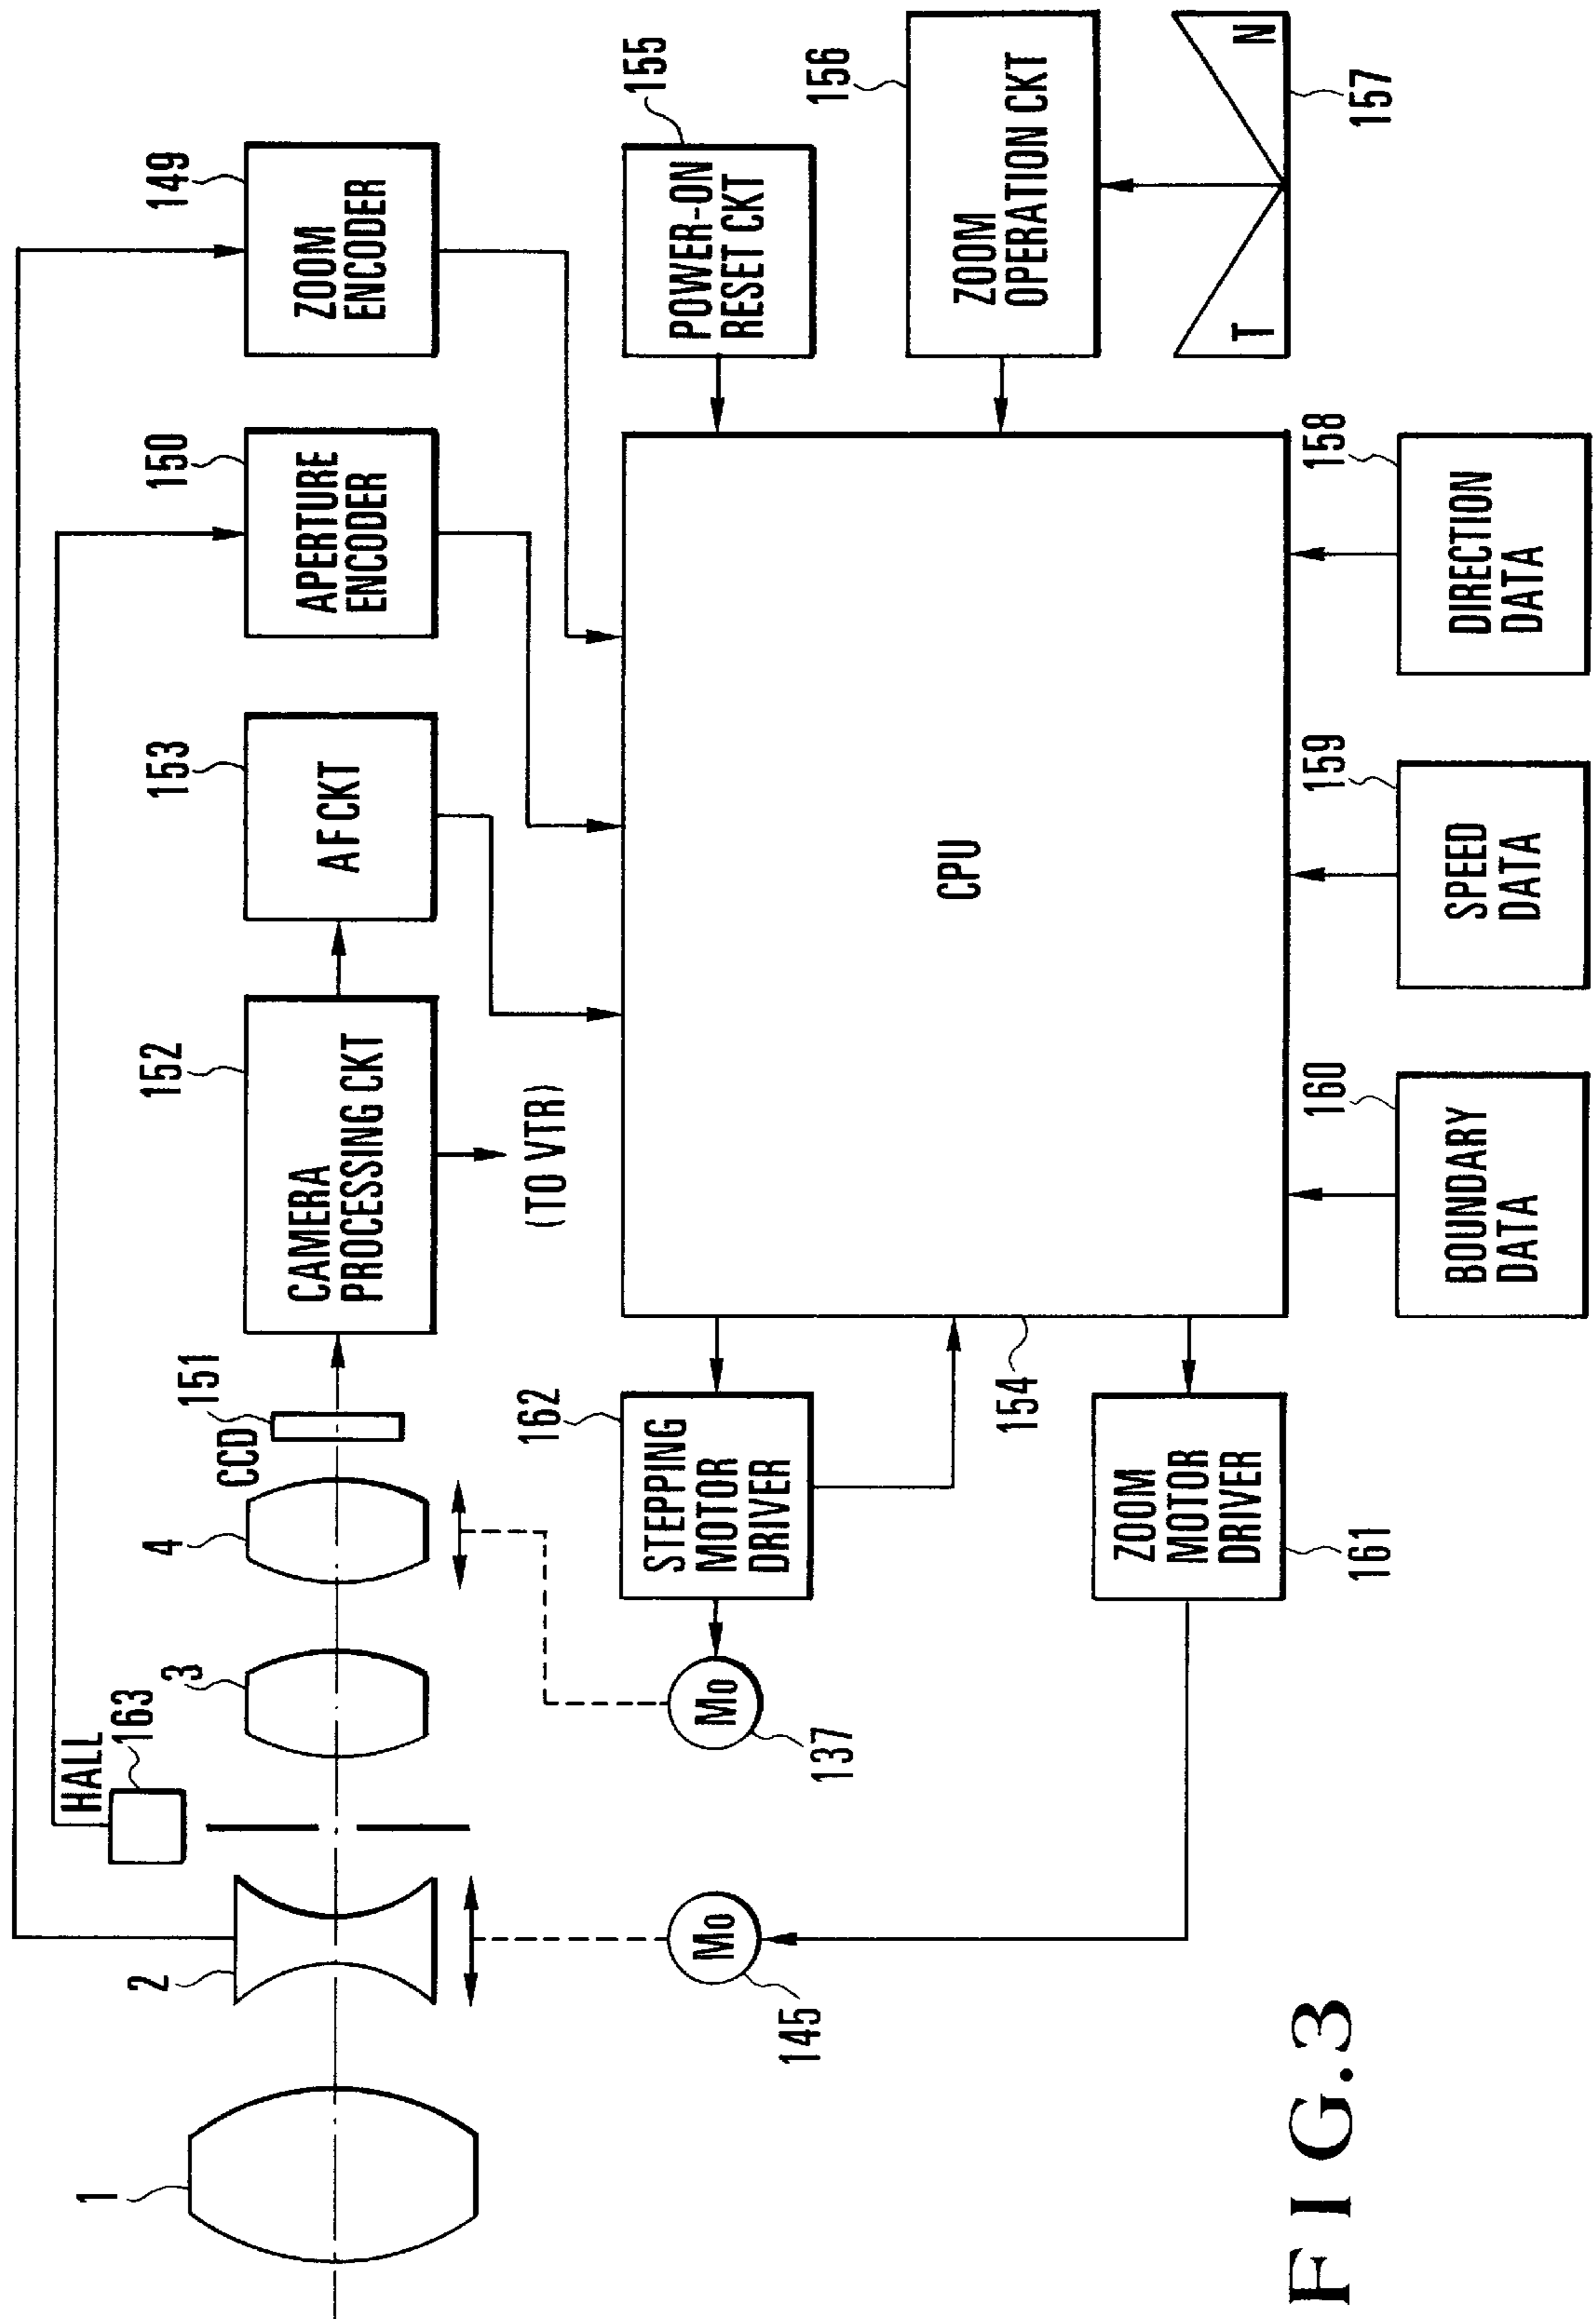 149
ZOOM
ENCODER
150
APERTURE
ENCODER
153
AF CKT
152
CAMERA
PROCESSING CKT
(TO VTR)
151
CCD
4
3
HALL
163
2
1
155
POWER-ON
RESET CKT
156
ZOOM
OPERATION CKT
T
N
157
CPU
154
162
STEPPING
MOTOR
DRIVER
Mo
137
Mo
145
ZOOM
MOTOR
DRIVER
161
158
DIRECTION
DATA
159
SPEED
DATA
160
BOUNDARY
DATA
FIG.3